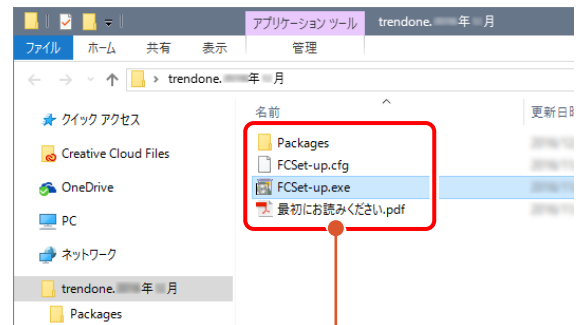 アプリケーション ツール
trendone. 年 月
ファイル ホーム 共有 表示 管理
trendone. 年 月
名前 更新日時
クイック アクセス
Creative Cloud Files
OneDrive
PC
ネットワーク
trendone. 年 月
Packages
Packages
FCSet-up.cfg
FCSet-up.exe
最初にお読みください.pdf